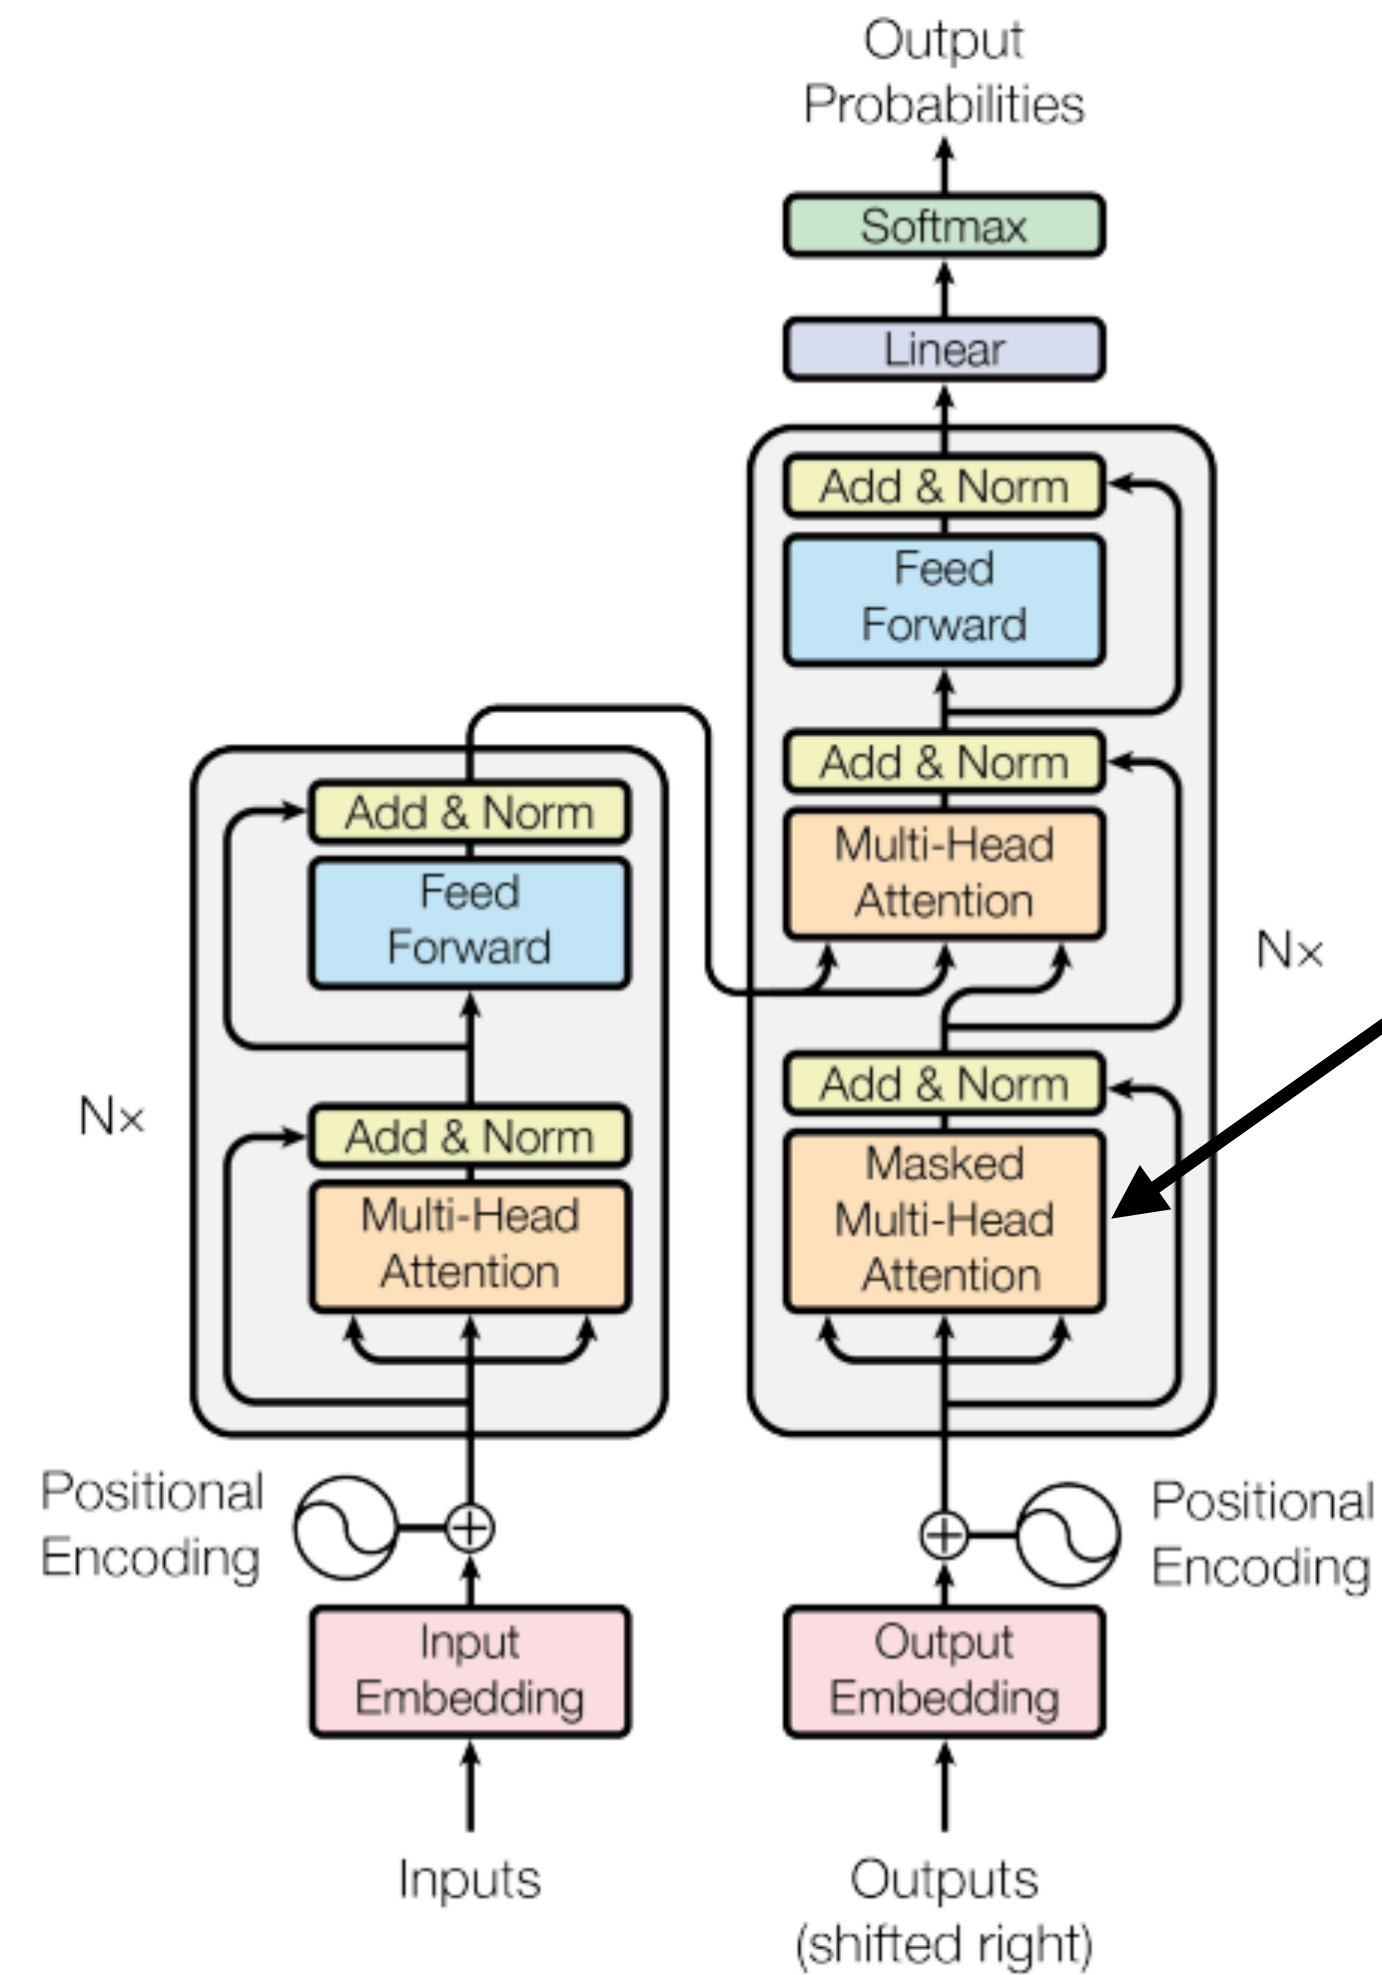 Output
Probabilities
Softmax
Linear
Add & Norm
Feed
Forward
Add & Norm
Multi-Head
Attention
Nx
Add & Norm
Masked
Multi-Head
Attention
Add & Norm
Feed
Forward
Nx
Add & Norm
Multi-Head
Attention
Positional
Encoding
Positional
Encoding
Input
Embedding
Output
Embedding
Inputs
Outputs
(shifted right)